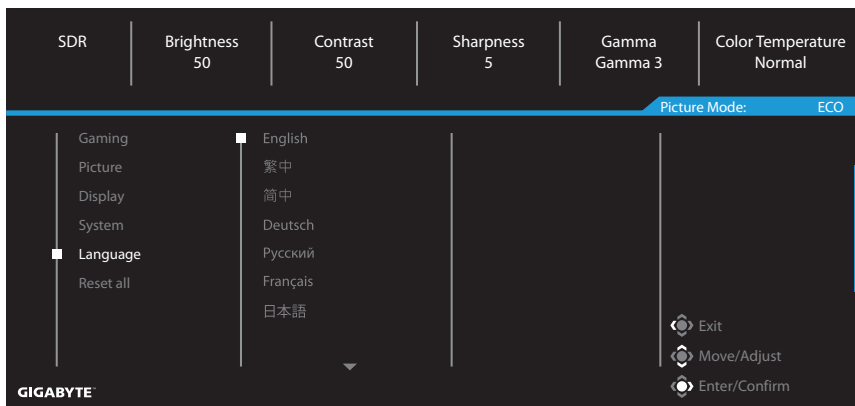 SDR
Brightness
50
Contrast
50
Sharpness
5
Gamma
Gamma 3
Color Temperature
Normal
Picture Mode: ECO
Gaming
Picture
Display
System
Language
Reset all
English
繁中
简中
Deutsch
Русский
Français
日本語
Exit
Move/Adjust
Enter/Confirm
GIGABYTE™